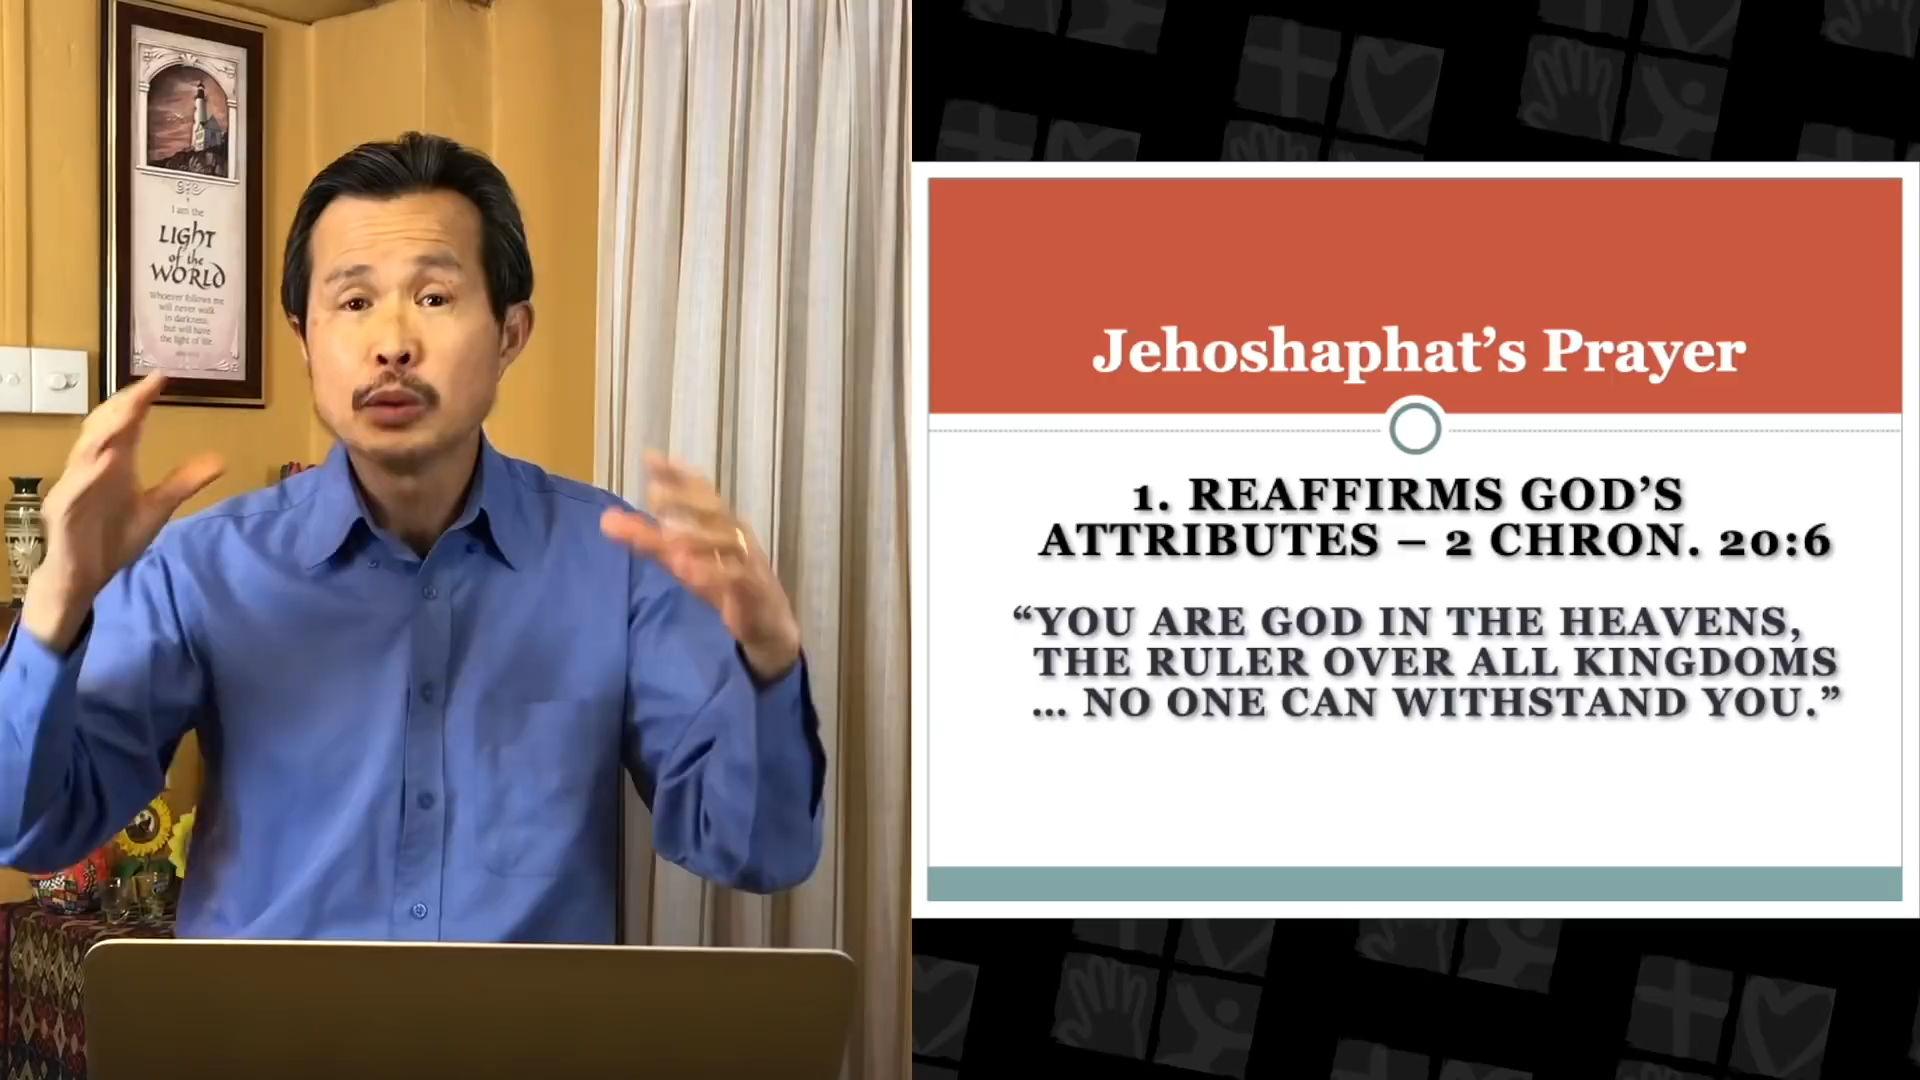 I am the
LIGHT
of the
WORLD
Whoever follows me
will never walk
in darkness,
but will have
the light of life
Jehoshaphat’s Prayer
1. REAFFIRMS GOD’S
ATTRIBUTES – 2 CHRON. 20:6
“YOU ARE GOD IN THE HEAVENS,
THE RULER OVER ALL KINGDOMS
... NO ONE CAN WITHSTAND YOU.”